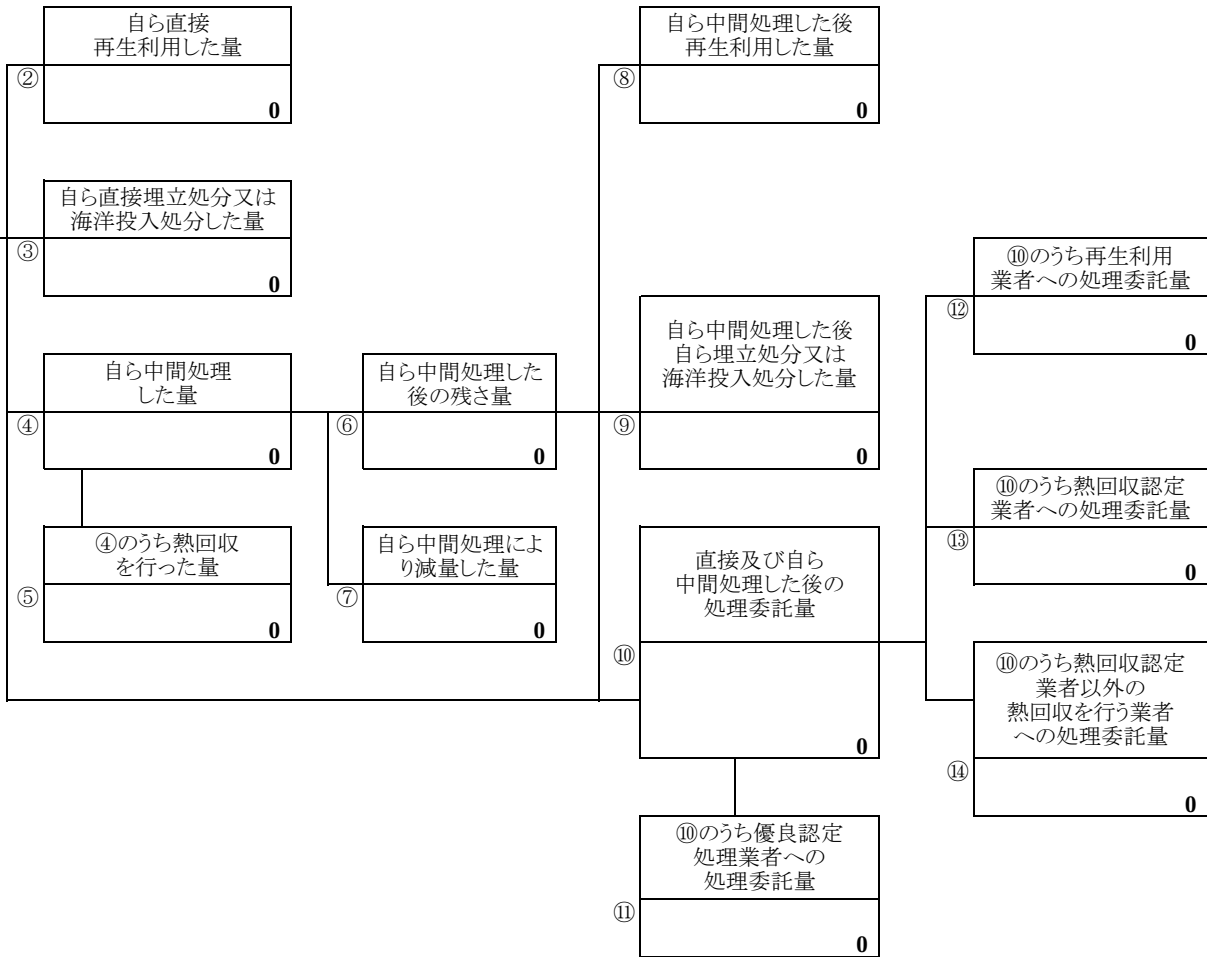 自ら直接
再生利用した量
②
0
自ら直接埋立処分又は
海洋投入処分した量
③
0
自ら中間処理
した量
④
0
④のうち熱回収
を行った量
⑤
0
自ら中間処理した
後の残さ量
⑥
0
自ら中間処理によ
り減量した量
⑦
0
自ら中間処理した後
再生利用した量
⑧
0
自ら中間処理した後
自ら埋立処分又は
海洋投入処分した量
⑨
0
直接及び自ら
中間処理した後の
処理委託量
⑩
0
⑩のうち優良認定
処理業者への
処理委託量
⑪
0
⑩のうち再生利用
業者への処理委託量
⑫
0
⑩のうち熱回収認定
業者への処理委託量
⑬
0
⑩のうち熱回収認定
業者以外の
熱回収を行う業者
への処理委託量
⑭
0